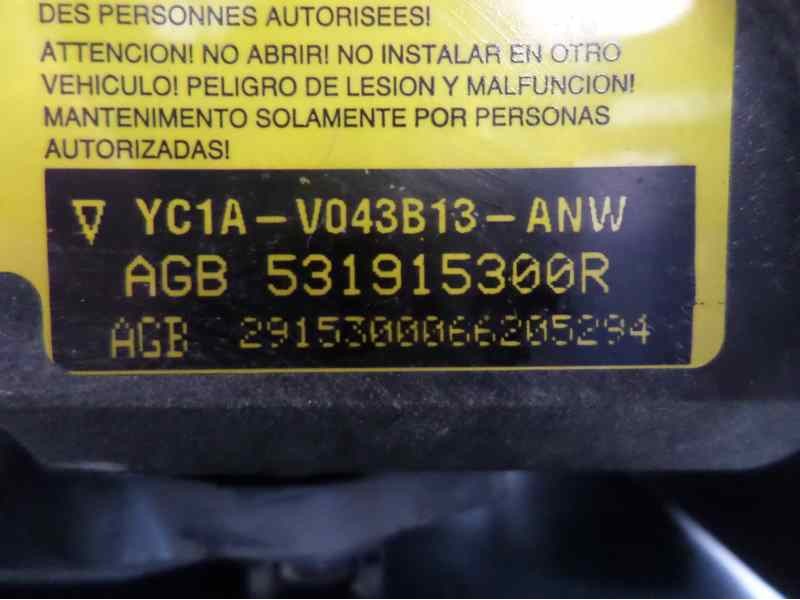 DES PERSONNES AUTORISEES!
ATTENCION! NO ABRIR! NO INSTALAR EN OTRO
VEHICULO! PELIGRO DE LESION Y MALFUNCION!
MANTENIMENTO SOLAMENTE POR PERSONAS
AUTORIZADAS!
YC1A-V043B13-ANW
AGB 531915300R
AGB 2915300066205294